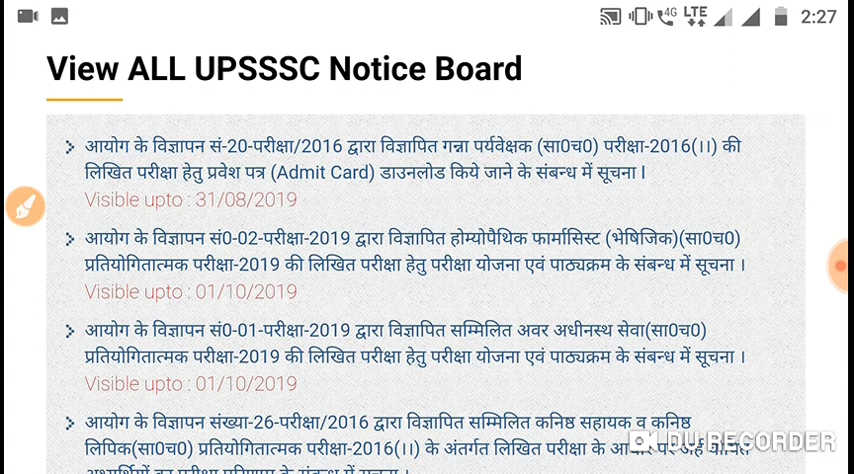 4G LTE 2:27
View ALL UPSSSC Notice Board
आयोग के विज्ञापन सं-20-परीक्षा/2016 द्वारा विज्ञापित गन्ना पर्यवेक्षक (सा0च0) परीक्षा-2016(।।) की
लिखित परीक्षा हेतु प्रवेश पत्र (Admit Card) डाउनलोड किये जाने के संबन्ध में सूचना l
Visible upto : 31/08/2019
आयोग के विज्ञापन सं0-02-परीक्षा-2019 द्वारा विज्ञापित होम्योपैथिक फार्मासिस्ट (भेषिजिक)(सा0च0)
प्रतियोगितात्मक परीक्षा-2019 की लिखित परीक्षा हेतु परीक्षा योजना एवं पाठ्यक्रम के संबन्ध में सूचना ।
Visible upto : 01/10/2019
आयोग के विज्ञापन सं0-01-परीक्षा-2019 द्वारा विज्ञापित सम्मिलित अवर अधीनस्थ सेवा(सा0च0)
प्रतियोगितात्मक परीक्षा-2019 की लिखित परीक्षा हेतु परीक्षा योजना एवं पाठ्यक्रम के संबन्ध में सूचना ।
Visible upto : 01/10/2019
आयोग के विज्ञापन संख्या-26-परीक्षा/2016 द्वारा विज्ञापित सम्मिलित कनिष्ठ सहायक व कनिष्ठ
लिपिक(सा0च0) प्रतियोगितात्मक परीक्षा-2016(।।) के अंतर्गत लिखित परीक्षा के पर
DU RECORDER
के संबन्ध में सूचना ।